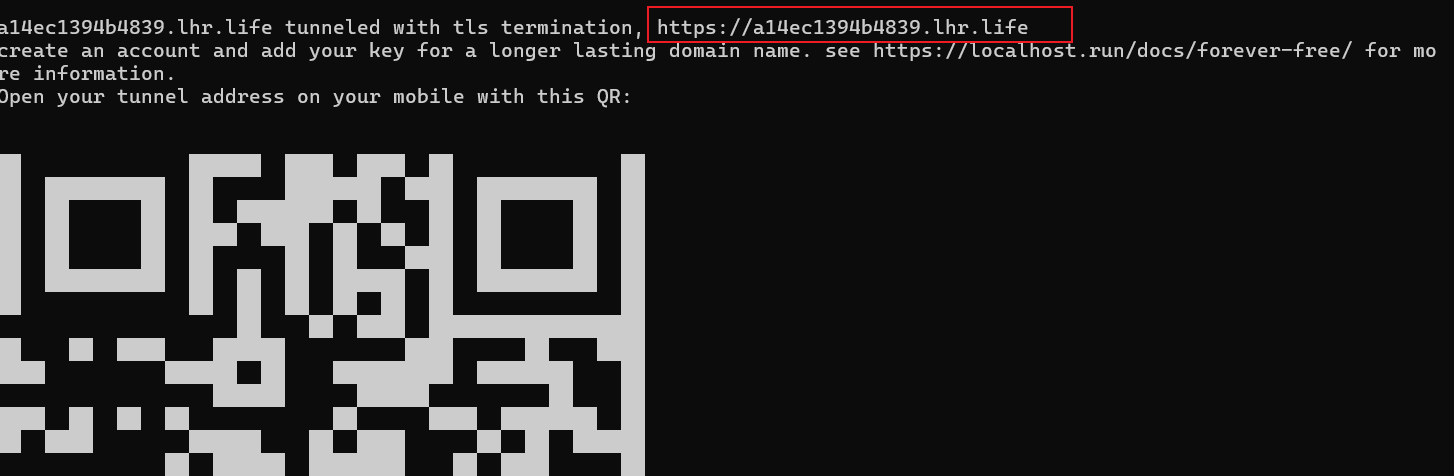 a14ec1394b4839.lhr.life tunneled with tls termination, https://a14ec1394b4839.lhr.life
create an account and add your key for a longer lasting domain name. see https://localhost.run/docs/forever-free/ for mo
re information.
Open your tunnel address on your mobile with this QR: